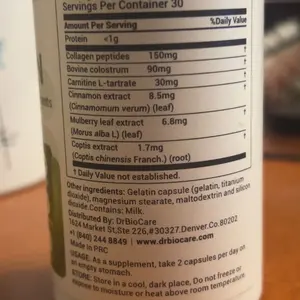 Servings Per Container 30
Amount Per Serving %Daily Value
Protein <1g
Collagen peptides 150mg †
Bovine colostrum 90mg †
Carnitine L-tartrate 30mg †
Cinnamon extract 8.5mg †
(Cinnamomum verum) (leaf)
Mulberry leaf extract 6.8mg †
(Morus alba L) (leaf)
Coptis extract 1.7mg †
(Coptis chinensis Franch.) (root)
† Daily Value not established.
Other ingredients: Gelatin capsule (gelatin, titanium
dioxide), magnesium stearate, maltodextrin and silicon
dioxide Contains: Milk.
Distributed By: DrBioCare
1624 Market St,Ste 226,#30327,Denver.Co.80202
+1 (840) 244 8849 | www.drbiocare.com
Made in PRC
USAGE: As a supplement, take 2 capsules per day on
empty stomach.
STORE: Store in a cool, dark place, Do not freeze or
expose to moisture or heat above room temperature.